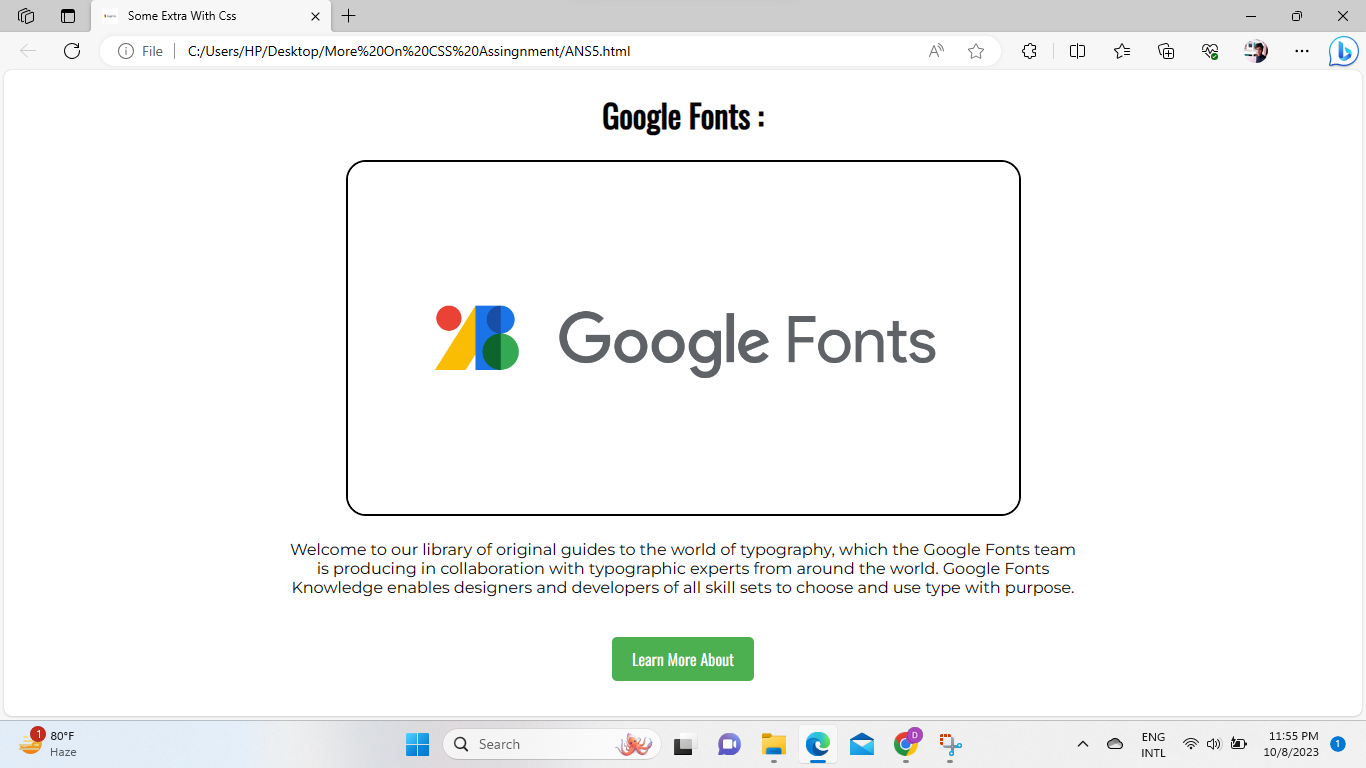 Some Extra With Css
File
C:/Users/HP/Desktop/More%20On%20CSS%20Assingnment/ANS5.html
Google Fonts :
Google Fonts
Welcome to our library of original guides to the world of typography, which the Google Fonts team
is producing in collaboration with typographic experts from around the world. Google Fonts
Knowledge enables designers and developers of all skill sets to choose and use type with purpose.
Learn More About
1
80°F
Haze
Search
D
ENG
INTL
11:55 PM
10/8/2023
1